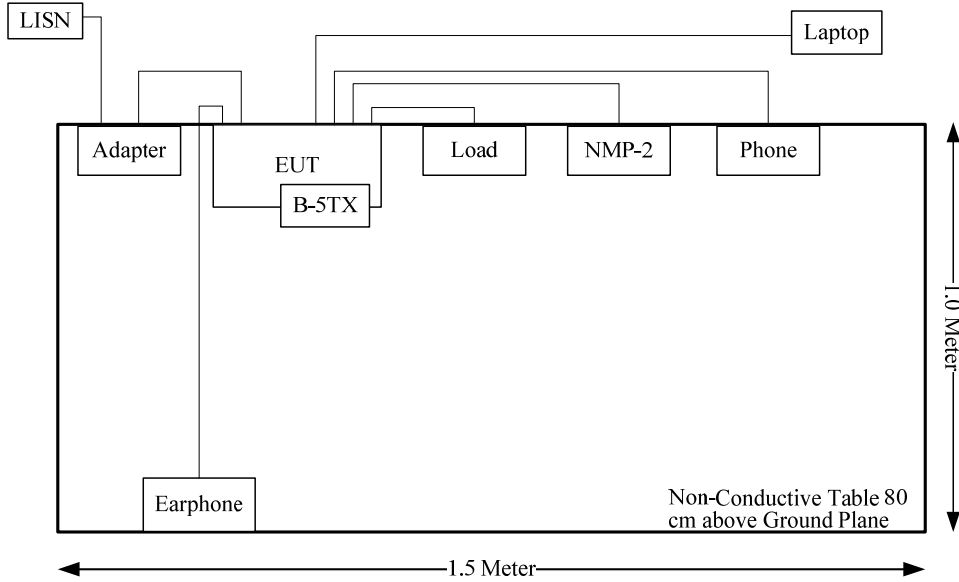 LISN
Laptop
Adapter
EUT
B-5TX
Load
NMP-2
Phone
1.0 Meter
Earphone
Non-Conductive Table 80
cm above Ground Plane
1.5 Meter